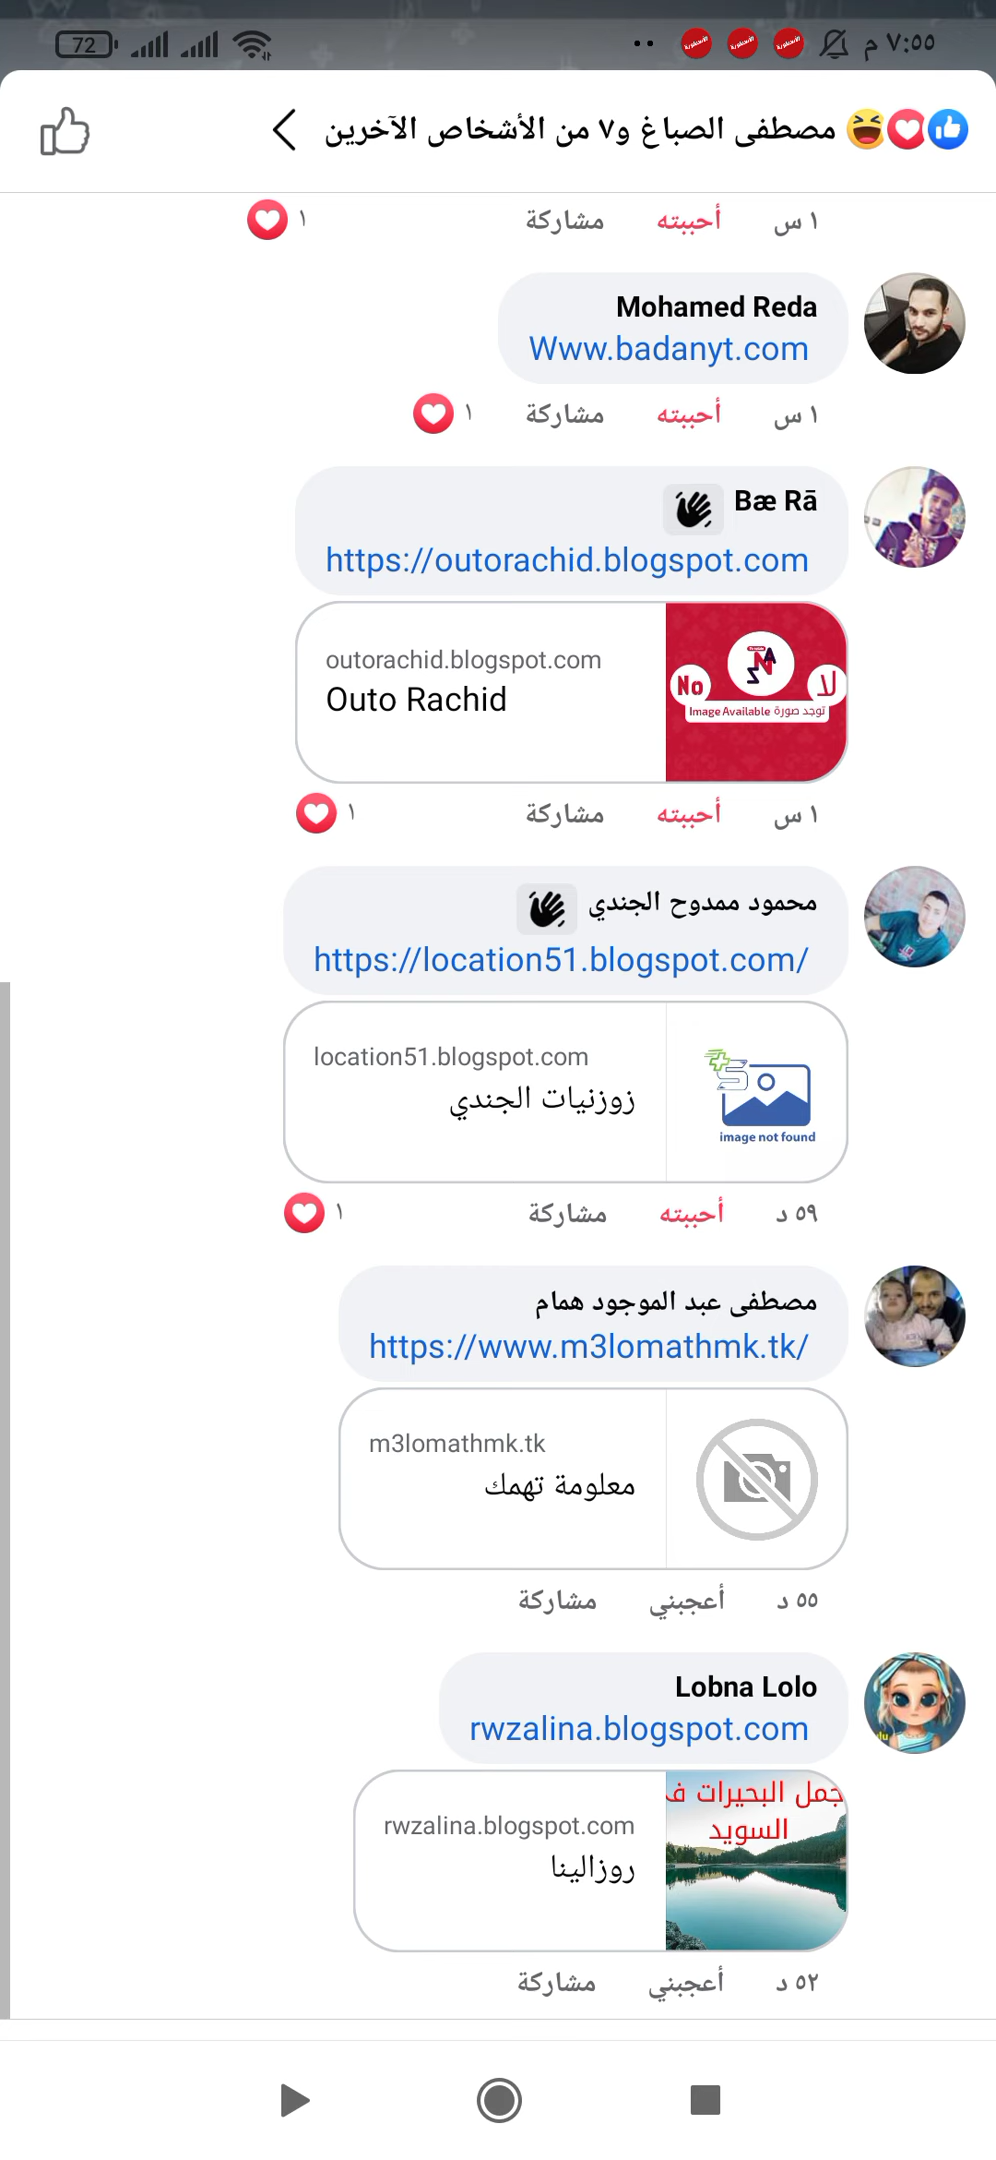 ٧:٥٥ م
72
مصطفى الصباغ و٧ من الأشخاص الآخرين
١ س أحببته مشاركة ١
Mohamed Reda
Www.badanyt.com
١ س أحببته مشاركة ١
Bæ Rā
https://outorachid.blogspot.com
No لا
Image Available توجد صورة
outorachid.blogspot.com
Outo Rachid
١ س أحببته مشاركة ١
محمود ممدوح الجندي
https://location51.blogspot.com/
image not found
location51.blogspot.com
زوزنيات الجندي
٥٩ د أحببته مشاركة ١
مصطفى عبد الموجود همام
https://www.m3lomathmk.tk/
m3lomathmk.tk
معلومة تهمك
٥٥ د أعجبني مشاركة
Lobna Lolo
rwzalina.blogspot.com
جمل البحيرات ف
السويد
rwzalina.blogspot.com
روزالينا
٥٢ د أعجبني مشاركة